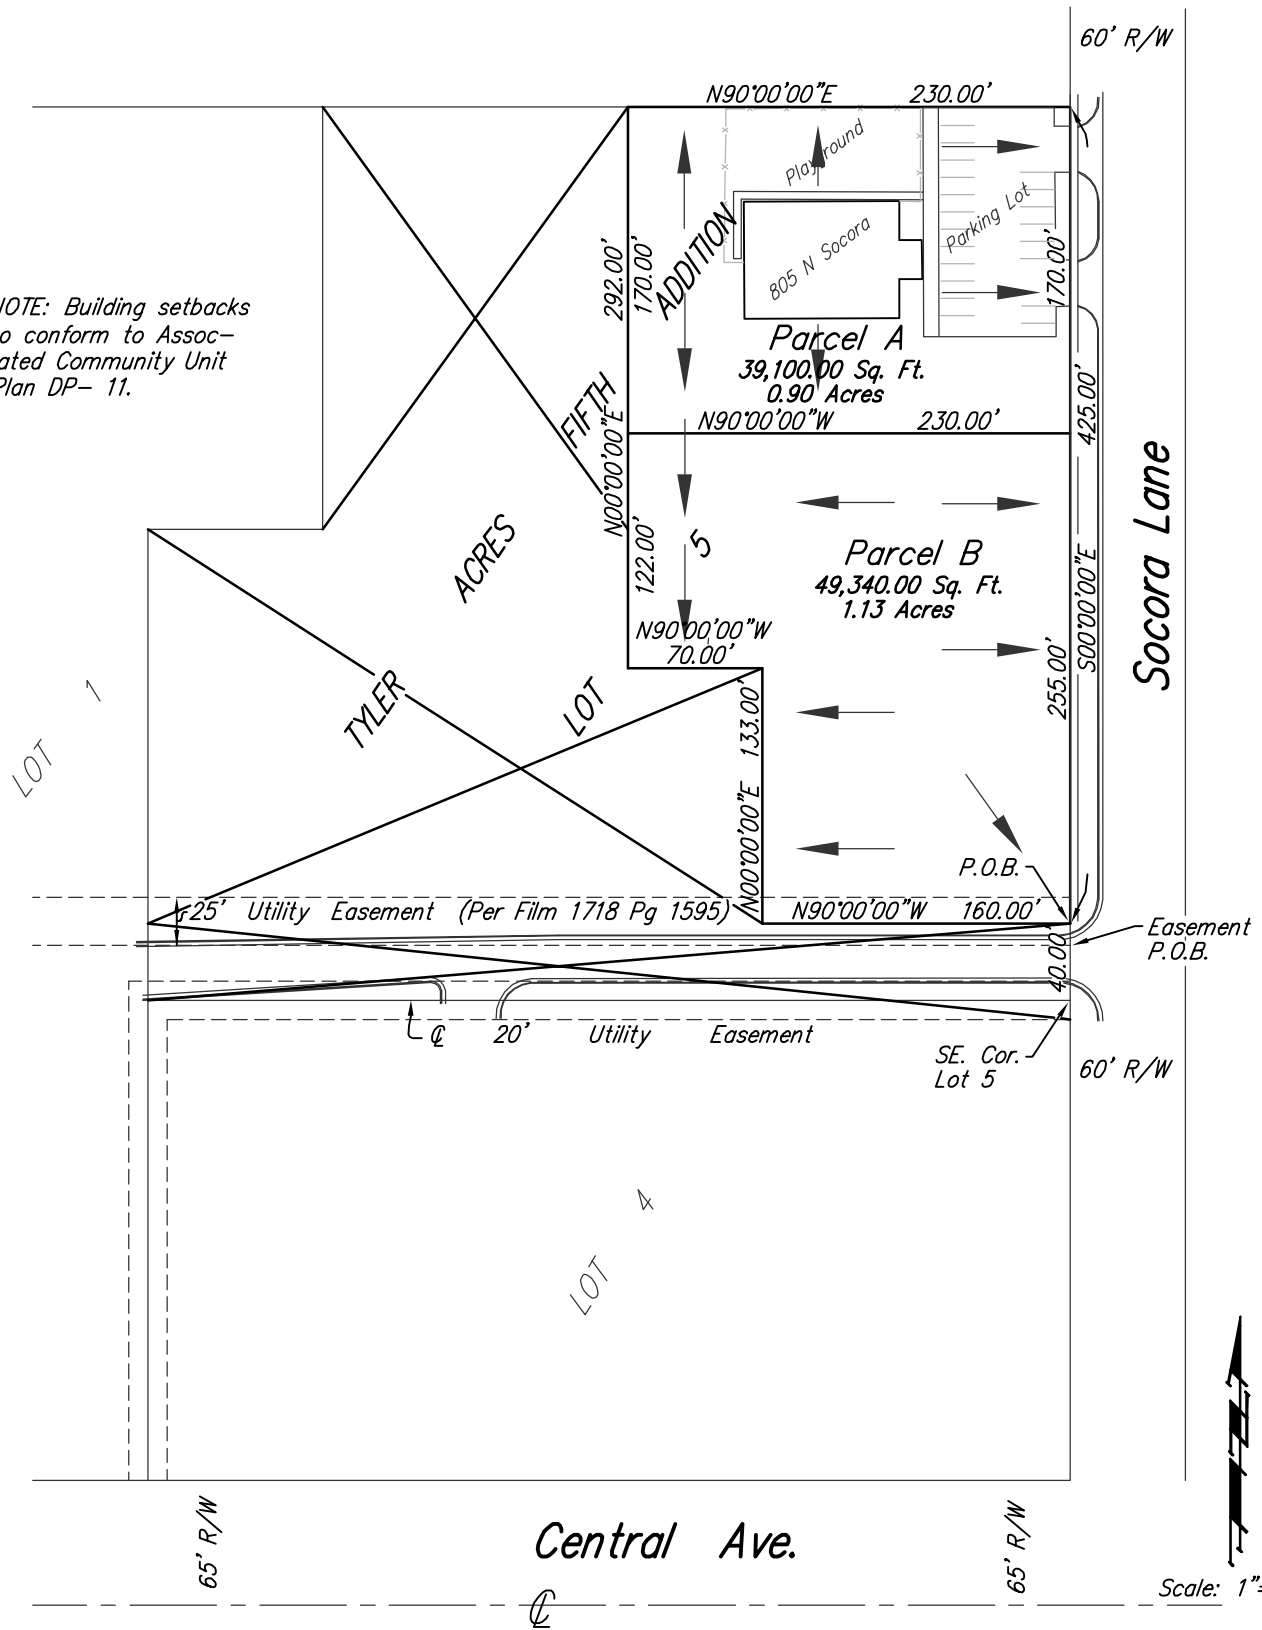 60' R/W
N90°00'00"E 230.00'
Playground
Parking Lot
805 N Socora
292.00'
170.00'
170.00'
NOTE: Building setbacks
to conform to Assoc-
iated Community Unit
Plan DP- 11.
Parcel A
39,100.00 Sq. Ft.
0.90 Acres
N90°00'00"W 230.00'
425.00'
TYLER ACRES FIFTH ADDITION
N00°00'00"E
LOT 5
122.00'
Parcel B
49,340.00 Sq. Ft.
1.13 Acres
S00°00'00"E
Socora Lane
N90°00'00"W
70.00'
255.00'
133.00'
N00°00'00"E
LOT 1
P.O.B.
25' Utility Easement (Per Film 1718 Pg 1595)
N90°00'00"W 160.00'
Easement
P.O.B.
40.00'
℄ 20' Utility Easement
SE. Cor.
Lot 5
60' R/W
LOT 4
65' R/W
65' R/W
Central Ave.
℄
Scale: 1"=